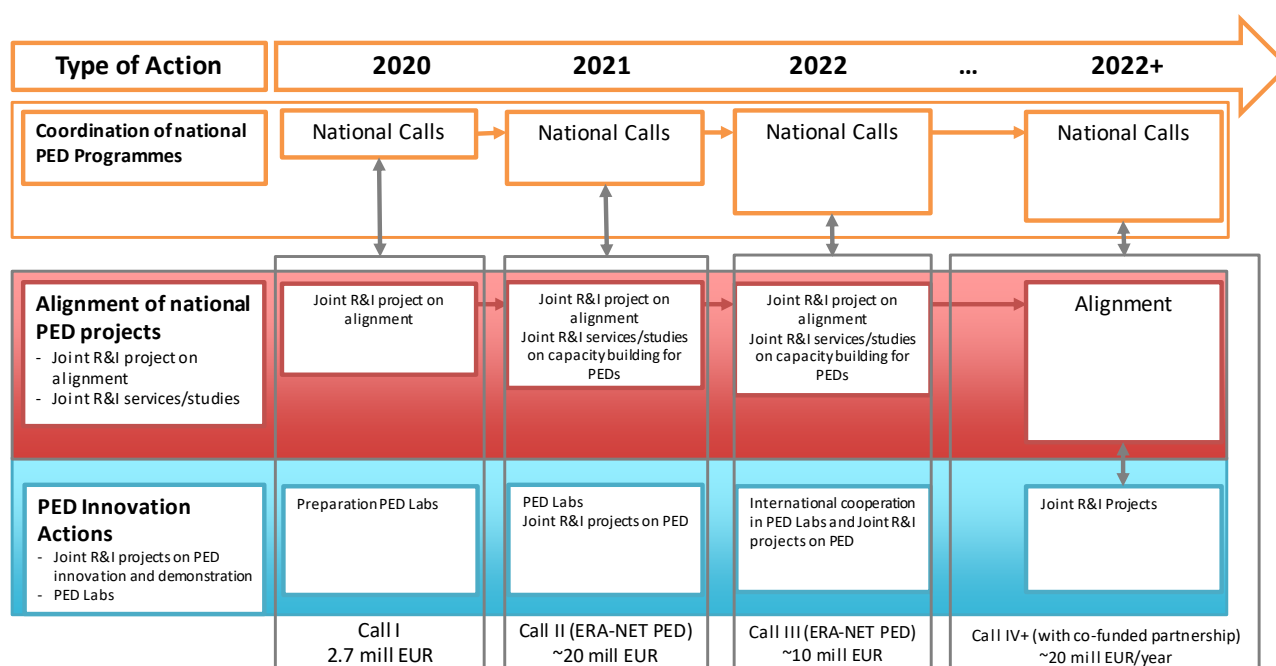 Type of Action
2020
2021
2022
...
2022+
Coordination of national
PED Programmes
National Calls
National Calls
National Calls
National Calls
Alignment of national
PED projects
- Joint R&I project on
alignment
- Joint R&I services/studies
Joint R&I project on
alignment
Joint R&I project on
alignment
Joint R&I services/studies
on capacity building for
PEDs
Joint R&I project on
alignment
Joint R&I services/studies
on capacity building for
PEDs
Alignment
PED Innovation
Actions
- Joint R&I projects on PED
innovation and demonstration
- PED Labs
Preparation PED Labs
PED Labs
Joint R&I projects on PED
International cooperation
in PED Labs and Joint R&I
projects on PED
Joint R&I Projects
Call I
2.7 mill EUR
Call II (ERA-NET PED)
~20 mill EUR
Call III (ERA-NET PED)
~10 mill EUR
Call IV+ (with co-funded partnership)
~20 mill EUR/year